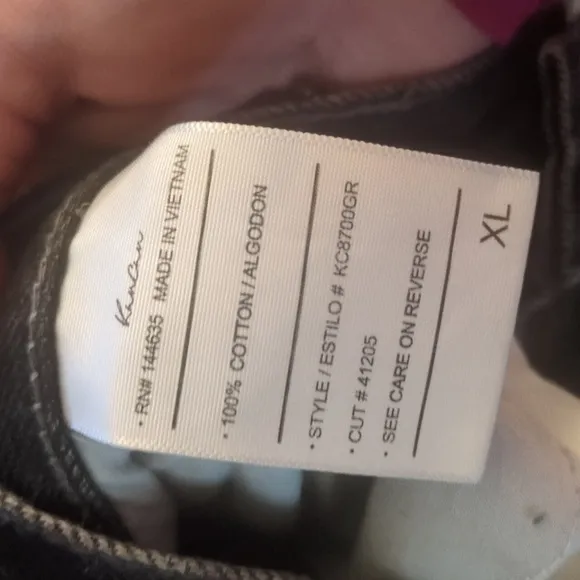 KanCan
• RN# 144635 MADE IN VIETNAM
• 100% COTTON / ALGODON
• STYLE / ESTILO # KC8700GR
• CUT # 41205
• SEE CARE ON REVERSE
XL